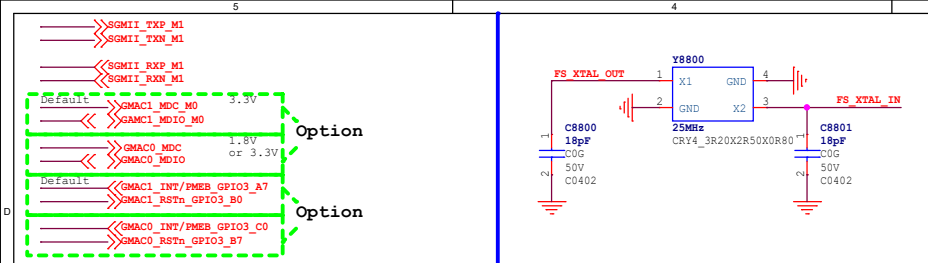 5
4
SGMII_TXP_M1
SGMII_TXN_M1
SGMII_RXP_M1
SGMII_RXN_M1
Default
3.3V
GMAC1_MDC_M0
GAMC1_MDIO_M0
Option
GMAC0_MDC
1.8V
or 3.3V
GMAC0_MDIO
Default
GMAC1_INT/PMEB_GPIO3_A7
GMAC1_RSTn_GPIO3_B0
Option
D
GMAC0_INT/PMEB_GPIO3_C0
GMAC0_RSTn_GPIO3_B7
Y8800
FS_XTAL_OUT
1
X1
GND
4
2
GND
X2
3
FS_XTAL_IN
25MHz
CRY4_3R20X2R50X0R80
1
C8800
18pF
C0G
50V
C0402
2
1
C8801
18pF
C0G
50V
C0402
2